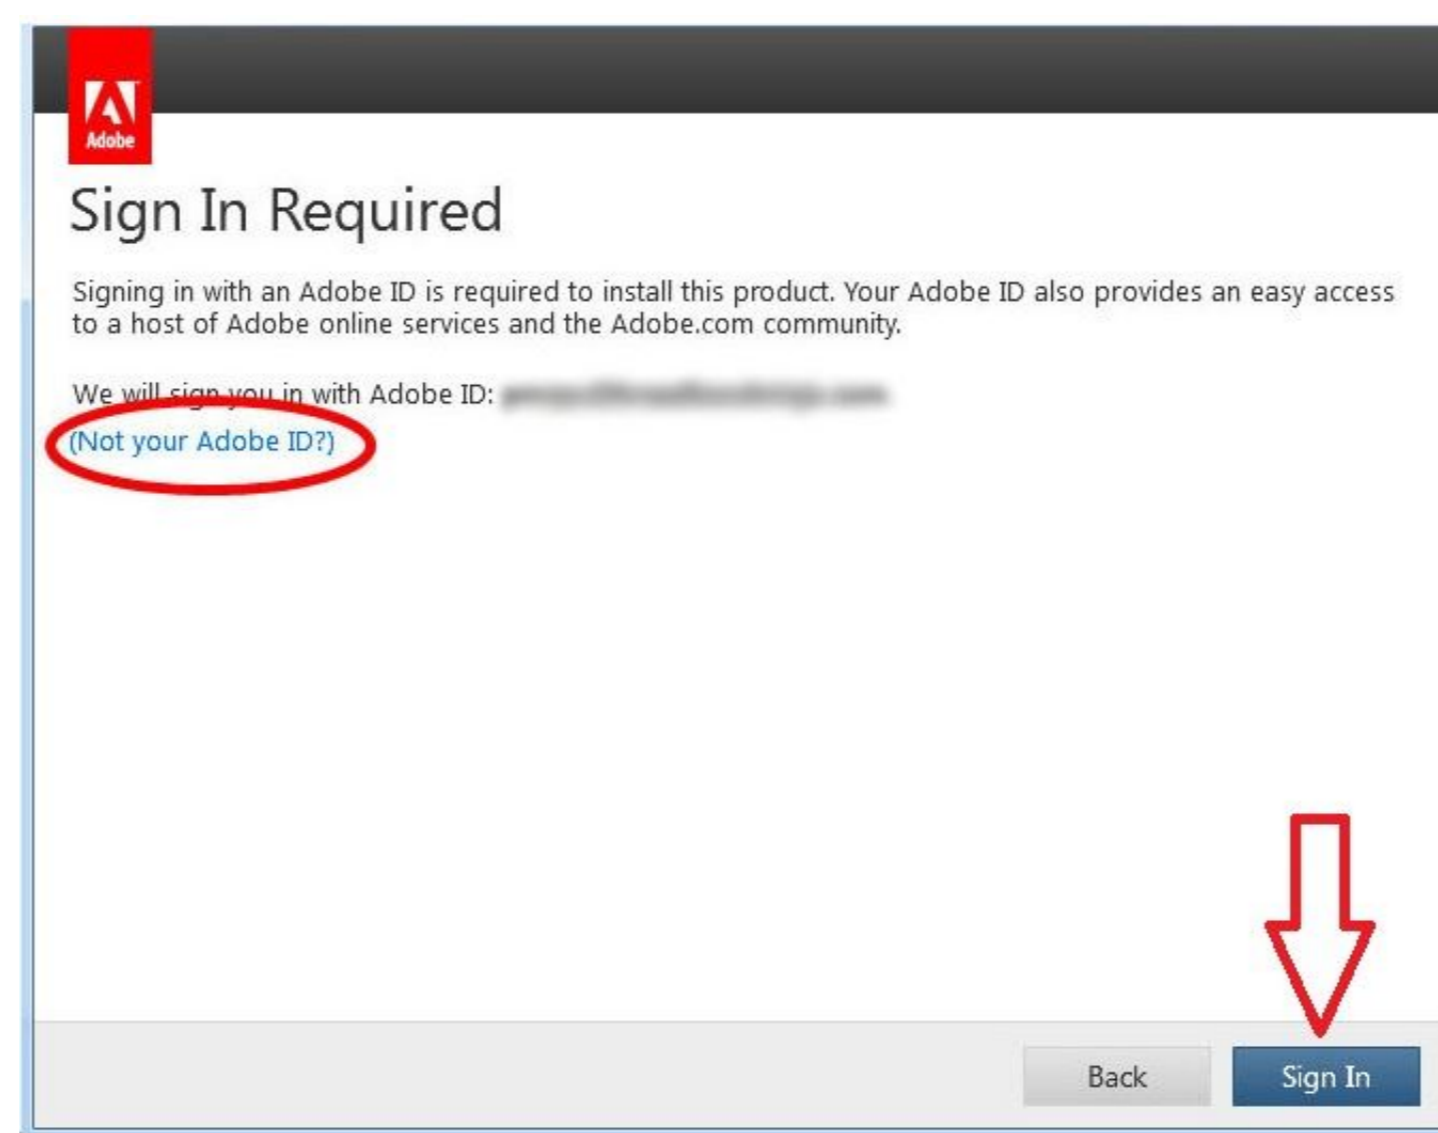 Adobe
Sign In Required
Signing in with an Adobe ID is required to install this product. Your Adobe ID also provides an easy access
to a host of Adobe online services and the Adobe.com community.
We will sign you in with Adobe ID:
(Not your Adobe ID?)
Back
Sign In